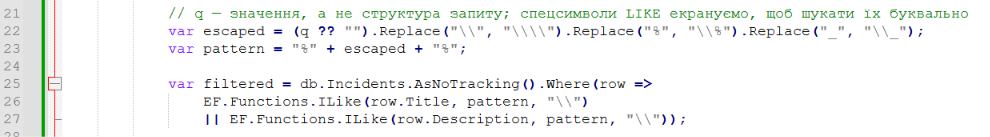 21 // q — значення, а не структура запиту; спецсимволи LIKE екрануємо, щоб шукати їх буквально
22 var escaped = (q ?? "").Replace("\\", "\\\\").Replace("%", "\\%").Replace("_", "\\_");
23 var pattern = "%" + escaped + "%";
24
25 var filtered = db.Incidents.AsNoTracking().Where(row =>
26 EF.Functions.ILike(row.Title, pattern, "\\")
27 || EF.Functions.ILike(row.Description, pattern, "\\"));